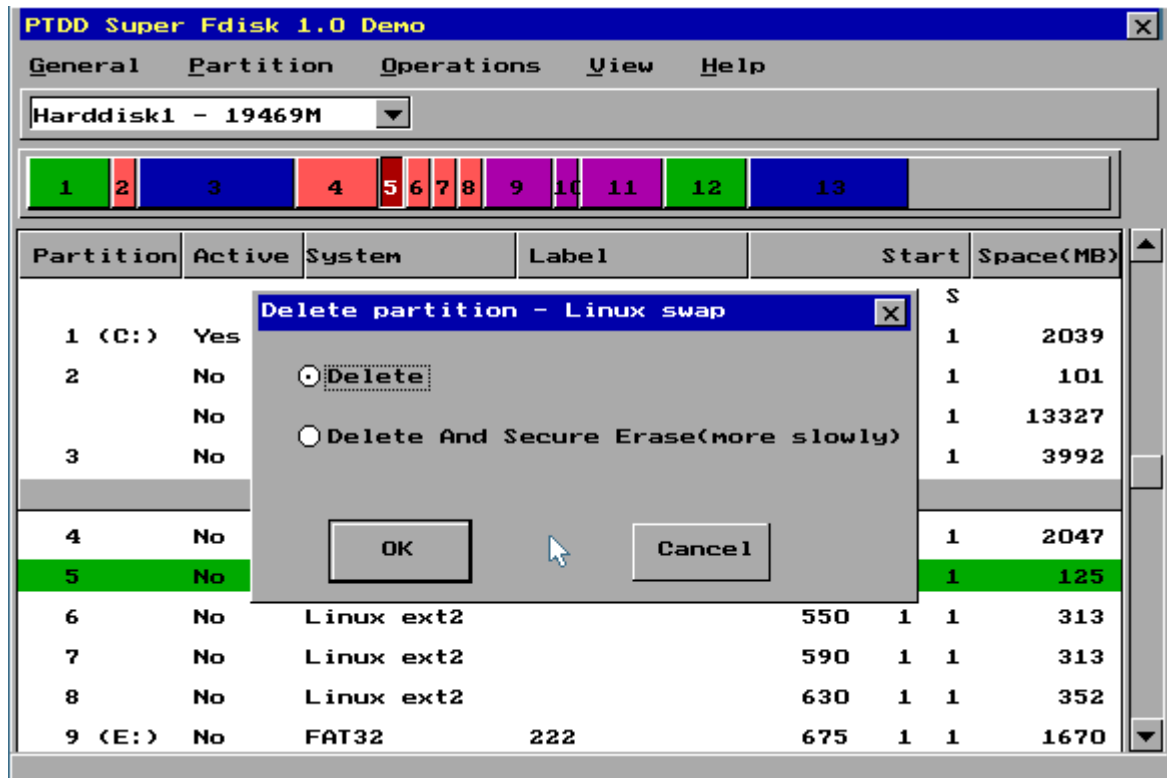 PTDD Super Fdisk 1.0 Demo
General Partition Operations View Help
Harddisk1 - 19469M
1 2 3 4 5 6 7 8 9 10 11 12 13
Partition Active System Label Start Space(MB)
S
Delete partition - Linux swap
1 (C:) Yes 1 2039
2 No Delete 1 101
No 1 13327
Delete And Secure Erase(more slowly)
3 No 1 3992
4 No 1 2047
OK Cancel
5 No 1 125
6 No Linux ext2 550 1 1 313
7 No Linux ext2 590 1 1 313
8 No Linux ext2 630 1 1 352
9 (E:) No FAT32 222 675 1 1 1670